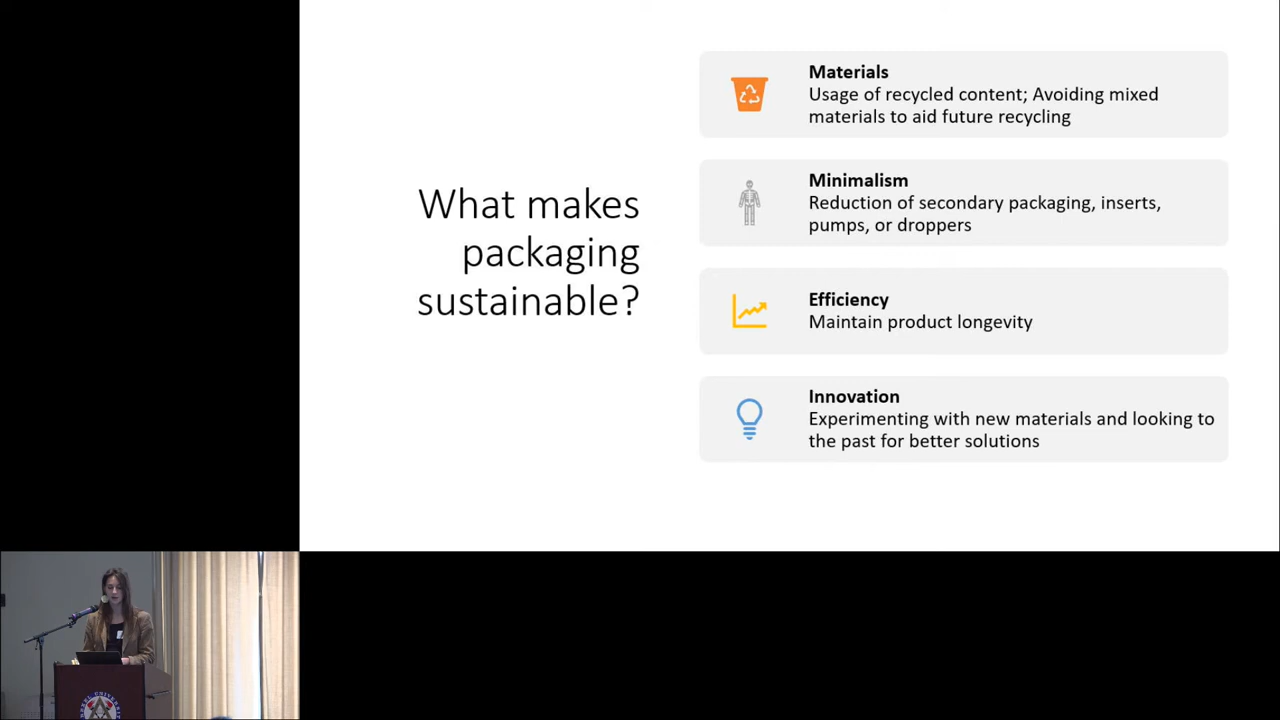 What makes
packaging
sustainable?
Materials
Usage of recycled content; Avoiding mixed
materials to aid future recycling
Minimalism
Reduction of secondary packaging, inserts,
pumps, or droppers
Efficiency
Maintain product longevity
Innovation
Experimenting with new materials and looking to
the past for better solutions